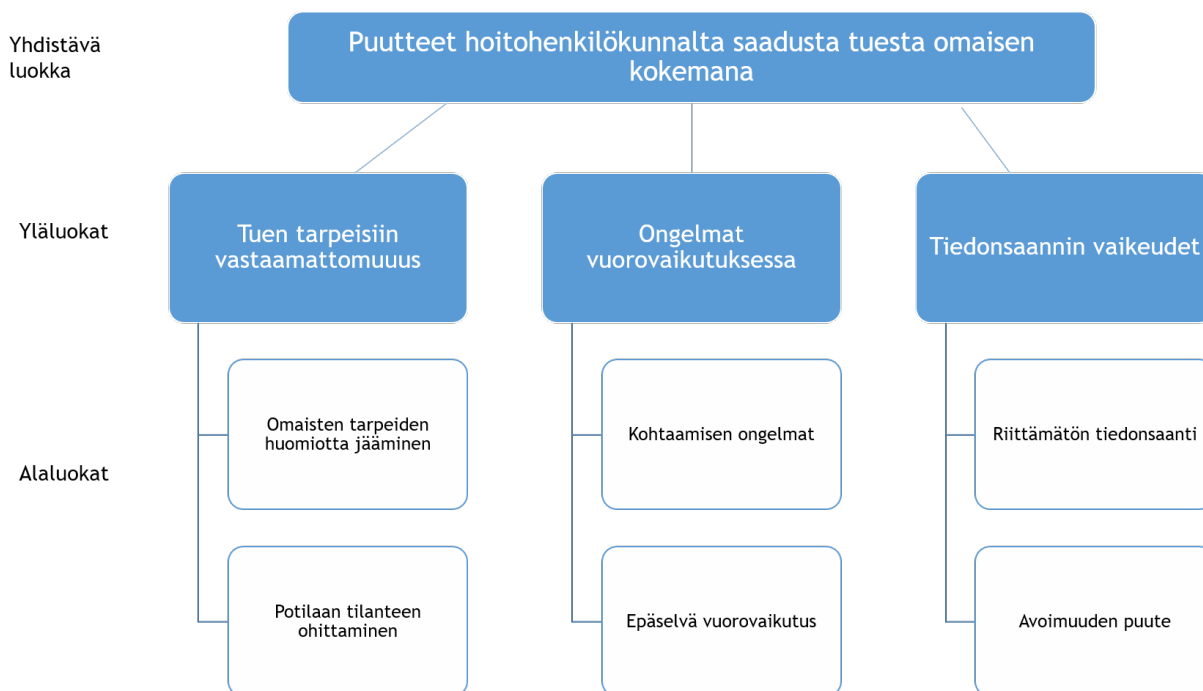 Yhdistävä
luokka
Puutteet hoitohenkilökunnalta saadusta tuesta omaisen
kokemana
Yläluokat
Tuen tarpeisiin
vastaamattomuuus
Ongelmat
vuorovaikutuksessa
Tiedonsaannin vaikeudet
Alaluokat
Omaisten tarpeiden
huomiotta jääminen
Kohtaamisen ongelmat
Riittämätön tiedonsaanti
Potilaan tilanteen
ohittaminen
Epäselvä vuorovaikutus
Avoimuuden puute